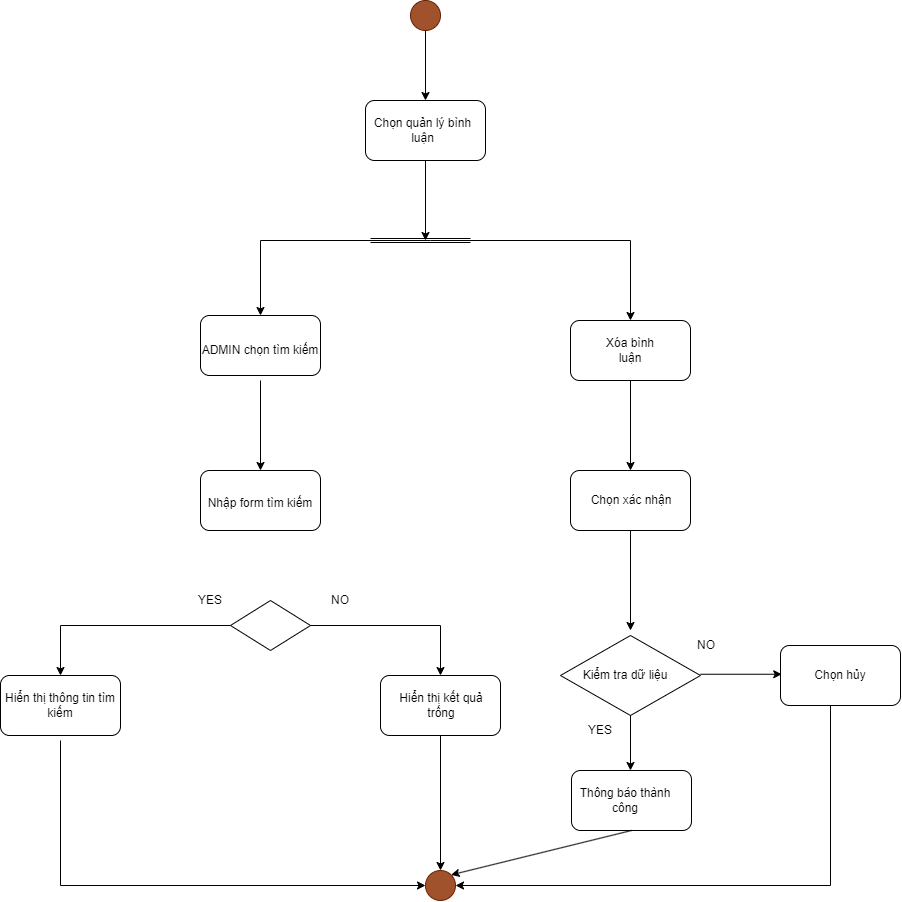 Chọn quản lý bình
luận
ADMIN chọn tìm kiếm
Xóa bình
luận
Nhập form tìm kiếm
Chọn xác nhận
YES
NO
Hiển thị thông tin tìm
kiếm
Hiển thị kết quả
trống
Kiểm tra dữ liệu
NO
Chọn hủy
YES
Thông báo thành
công